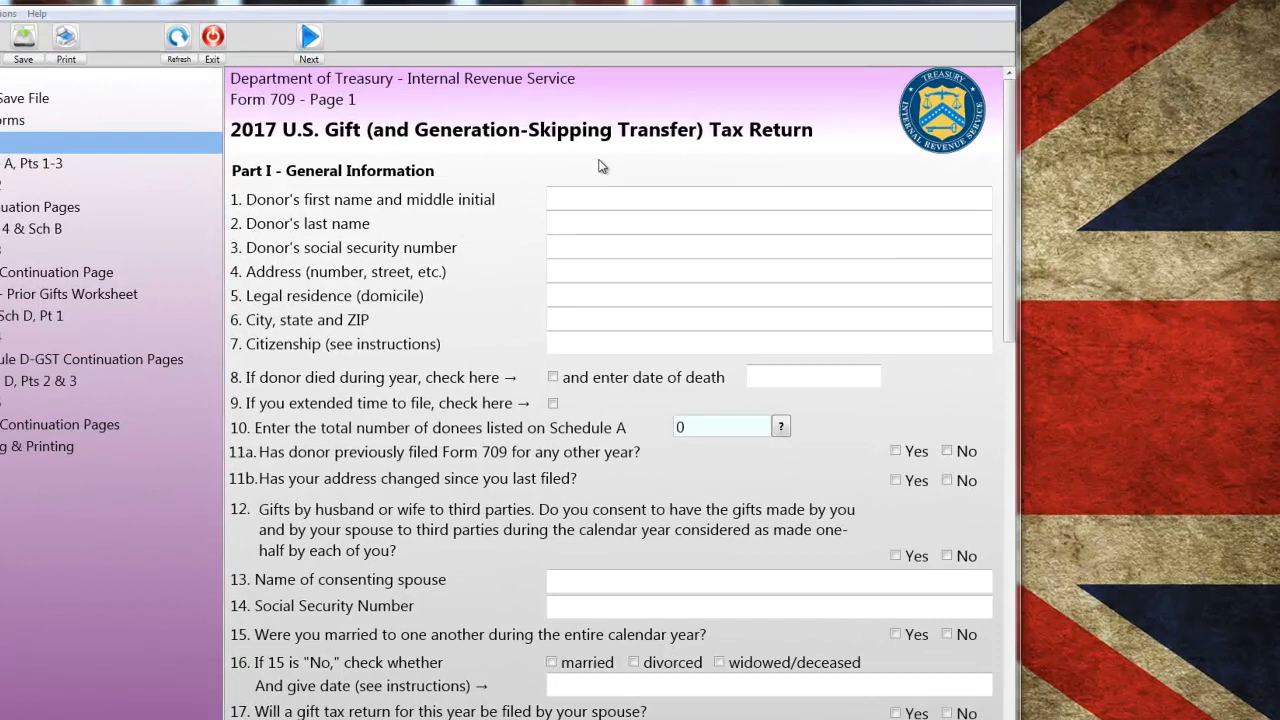 ions Help
Save Print Refresh Exit Next
Save File
orms
A, Pts 1-3
2
uation Pages
4 & Sch B
3
Continuation Page
- Prior Gifts Worksheet
Sch D, Pt 1
4
ule D-GST Continuation Pages
D, Pts 2 & 3
5
Continuation Pages
g & Printing
Department of Treasury - Internal Revenue Service
Form 709 - Page 1
2017 U.S. Gift (and Generation-Skipping Transfer) Tax Return
TREASURY
INTERNAL REVENUE SERVICE
Part I - General Information
1. Donor's first name and middle initial
2. Donor's last name
3. Donor's social security number
4. Address (number, street, etc.)
5. Legal residence (domicile)
6. City, state and ZIP
7. Citizenship (see instructions)
8. If donor died during year, check here → and enter date of death
9. If you extended time to file, check here →
10. Enter the total number of donees listed on Schedule A 0 ?
11a. Has donor previously filed Form 709 for any other year? Yes No
11b. Has your address changed since you last filed? Yes No
12. Gifts by husband or wife to third parties. Do you consent to have the gifts made by you
and by your spouse to third parties during the calendar year considered as made one-
half by each of you? Yes No
13. Name of consenting spouse
14. Social Security Number
15. Were you married to one another during the entire calendar year? Yes No
16. If 15 is "No," check whether married divorced widowed/deceased
And give date (see instructions) →
17. Will a gift tax return for this year be filed by your spouse? Yes No